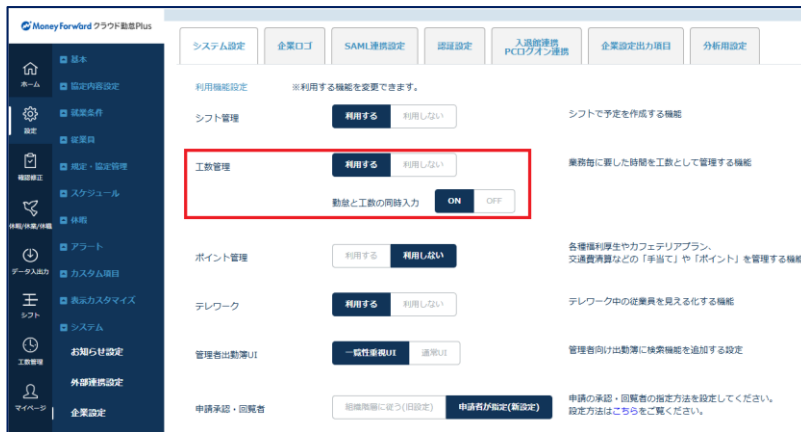 Money Forward クラウド勤怠Plus
ホーム
設定
確認修正
休暇/休業/休職
データ入出力
シフト
工数管理
マイページ
基本
協定内容設定
就業条件
従業員
規定・協定管理
スケジュール
休暇
アラート
カスタム項目
表示カスタマイズ
システム
お知らせ設定
外部連携設定
企業設定
システム設定
企業ロゴ
SAML連携設定
認証設定
入退館連携
PCログオン連携
企業設定出力項目
分析用設定
利用機能設定 ※利用する機能を変更できます。
シフト管理 利用する 利用しない シフトで予定を作成する機能
工数管理 利用する 利用しない 業務毎に要した時間を工数として管理する機能
勤怠と工数の同時入力 ON OFF
ポイント管理 利用する 利用しない 各種福利厚生やカフェテリアプラン、
交通費清算などの「手当て」や「ポイント」を管理する機能
テレワーク 利用する 利用しない テレワーク中の従業員を見える化する機能
管理者出勤簿UI 一覧性重視UI 通常UI 管理者向け出勤簿に検索機能を追加する設定
申請承認・回覧者 組織階層に従う(旧設定) 申請者が指定(新設定) 申請の承認・回覧者の指定方法を設定してください。
設定方法はこちらをご覧ください。